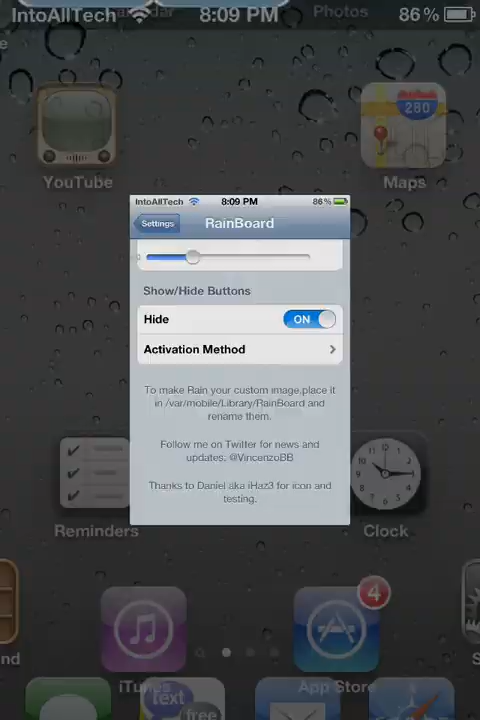 Calendar
Photos
IntoAllTech 8:09 PM 86%
YouTube
280
Maps
IntoAllTech 8:09 PM 86%
Settings RainBoard
Show/Hide Buttons
Hide ON
Activation Method
To make Rain your custom image,place it
in /var/mobile/Library/RainBoard and
rename them.
Follow me on Twitter for news and
updates. @VincenzoBB
Thanks to Daniel aka iHaz3 for icon and
testing.
Reminders
Clock
4
iTunes
App Store
Text
free